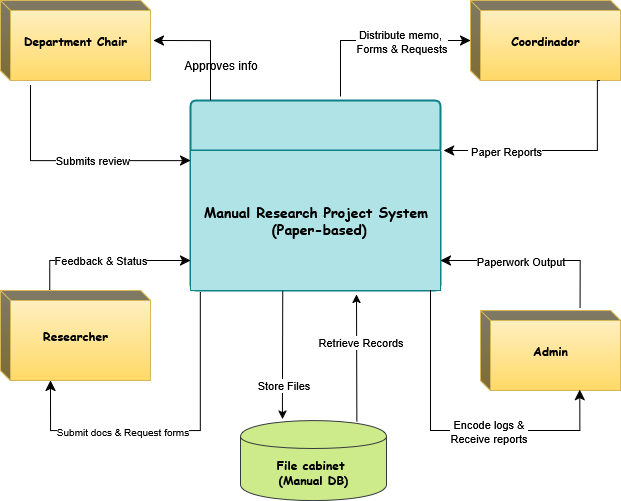 Department Chair
Approves info
Distribute memo,
Forms & Requests
Coordinador
Submits review
Paper Reports
Manual Research Project System
(Paper-based)
Feedback & Status
Paperwork Output
Researcher
Retrieve Records
Admin
Store Files
Submit docs & Request forms
Encode logs &
Receive reports
File cabinet
(Manual DB)